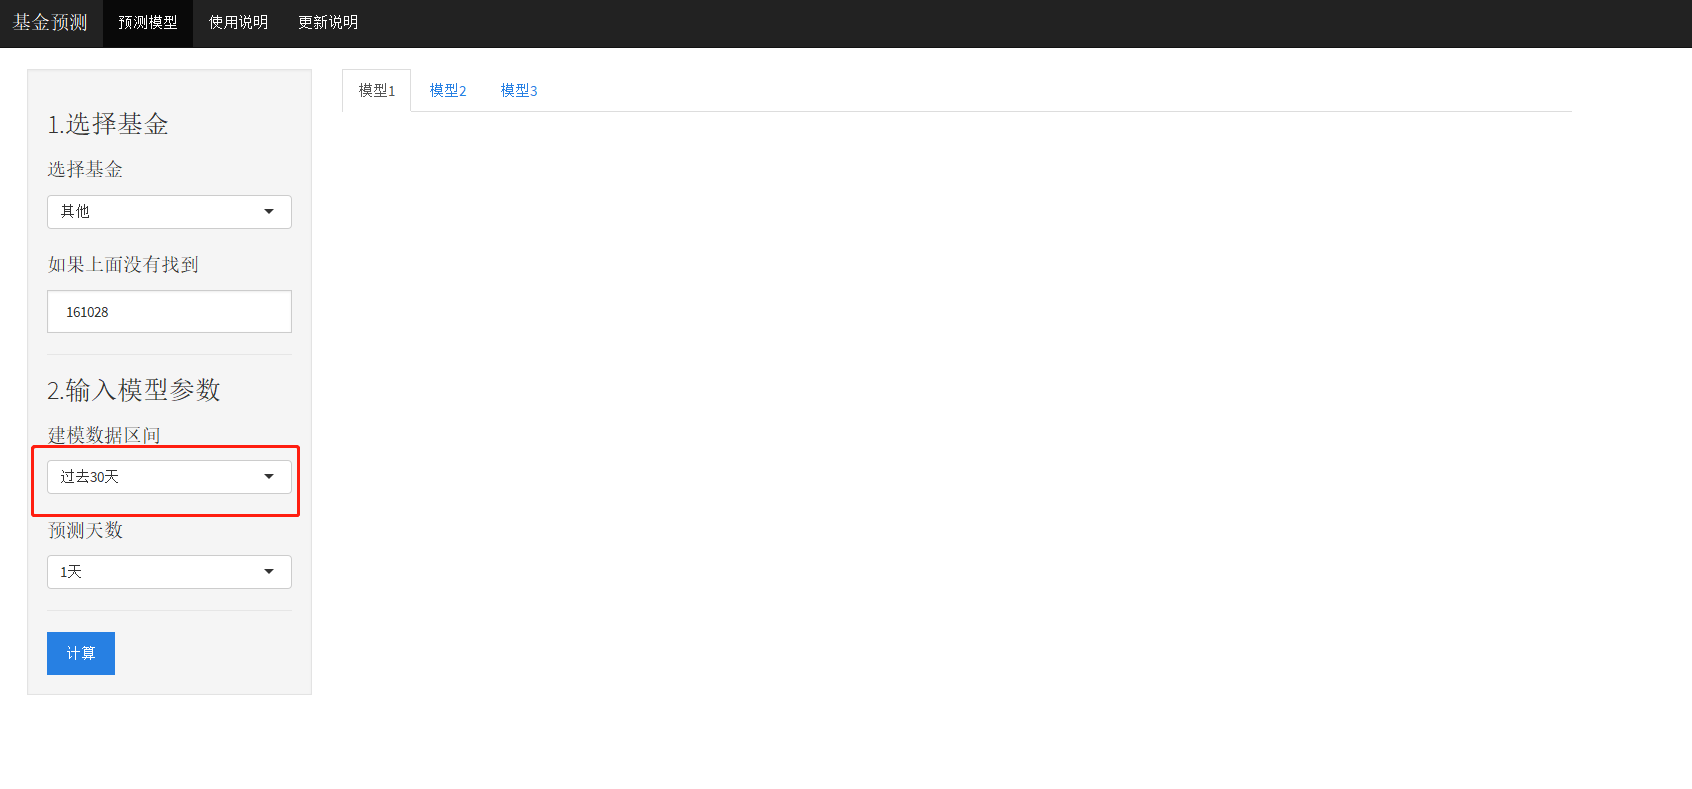 基金预测 预测模型 使用说明 更新说明
模型1 模型2 模型3
1.选择基金
选择基金
其他
如果上面没有找到
161028
2.输入模型参数
建模数据区间
过去30天
预测天数
1天
计算